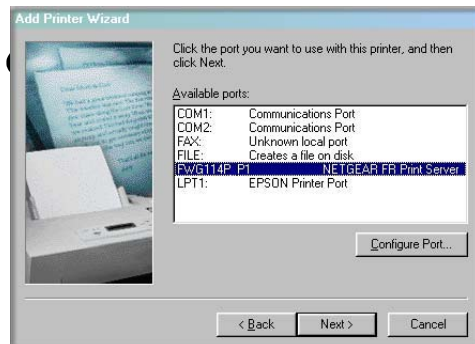 Add Printer Wizard
Click the port you want to use with this printer, and then
click Next.
Available ports:
COM1: Communications Port
COM2: Communications Port
FAX: Unknown local port
FILE: Creates a file on disk
FWG114P_P1 NETGEAR FR Print Server
LPT1: EPSON Printer Port
Configure Port...
< Back
Next >
Cancel